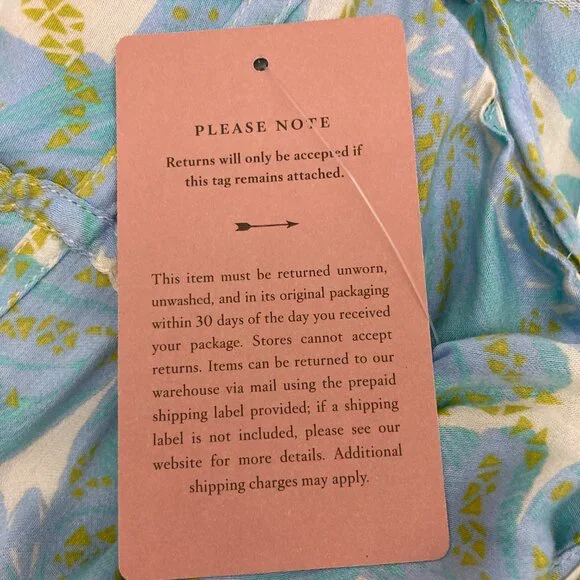 PLEASE NOTE
Returns will only be accepted if
this tag remains attached.
This item must be returned unworn,
unwashed, and in its original packaging
within 30 days of the day you received
your package. Stores cannot accept
returns. Items can be returned to our
warehouse via mail using the prepaid
shipping label provided; if a shipping
label is not included, please see our
website for more details. Additional
shipping charges may apply.